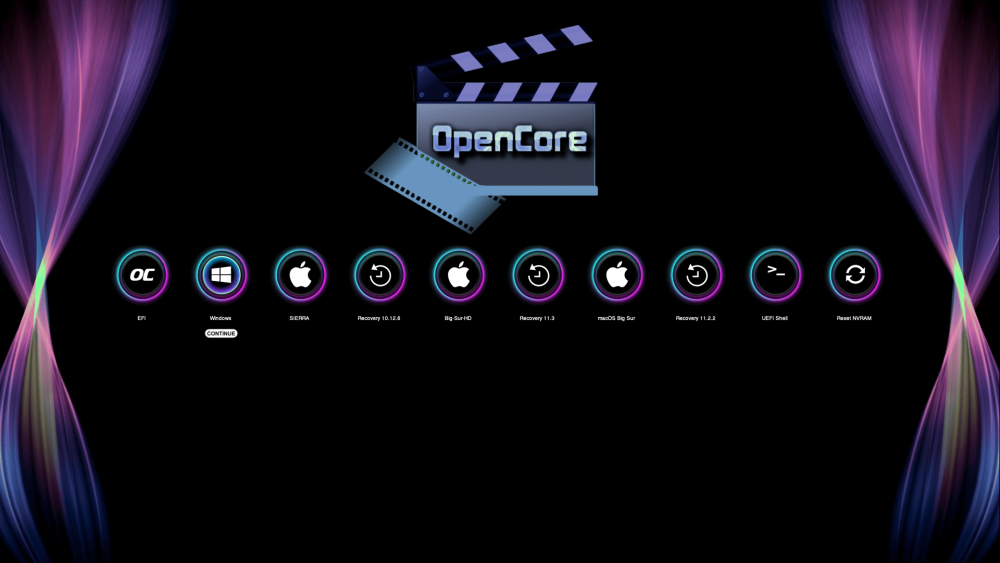 OpenCore
OC
EFI
Windows
SIERRA
Recovery 10.12.6
Big-Sur-HD
Recovery 11.3
macOS Big Sur
Recovery 11.2.2
>_
UEFI Shell
Reset NVRAM
CONTINUE